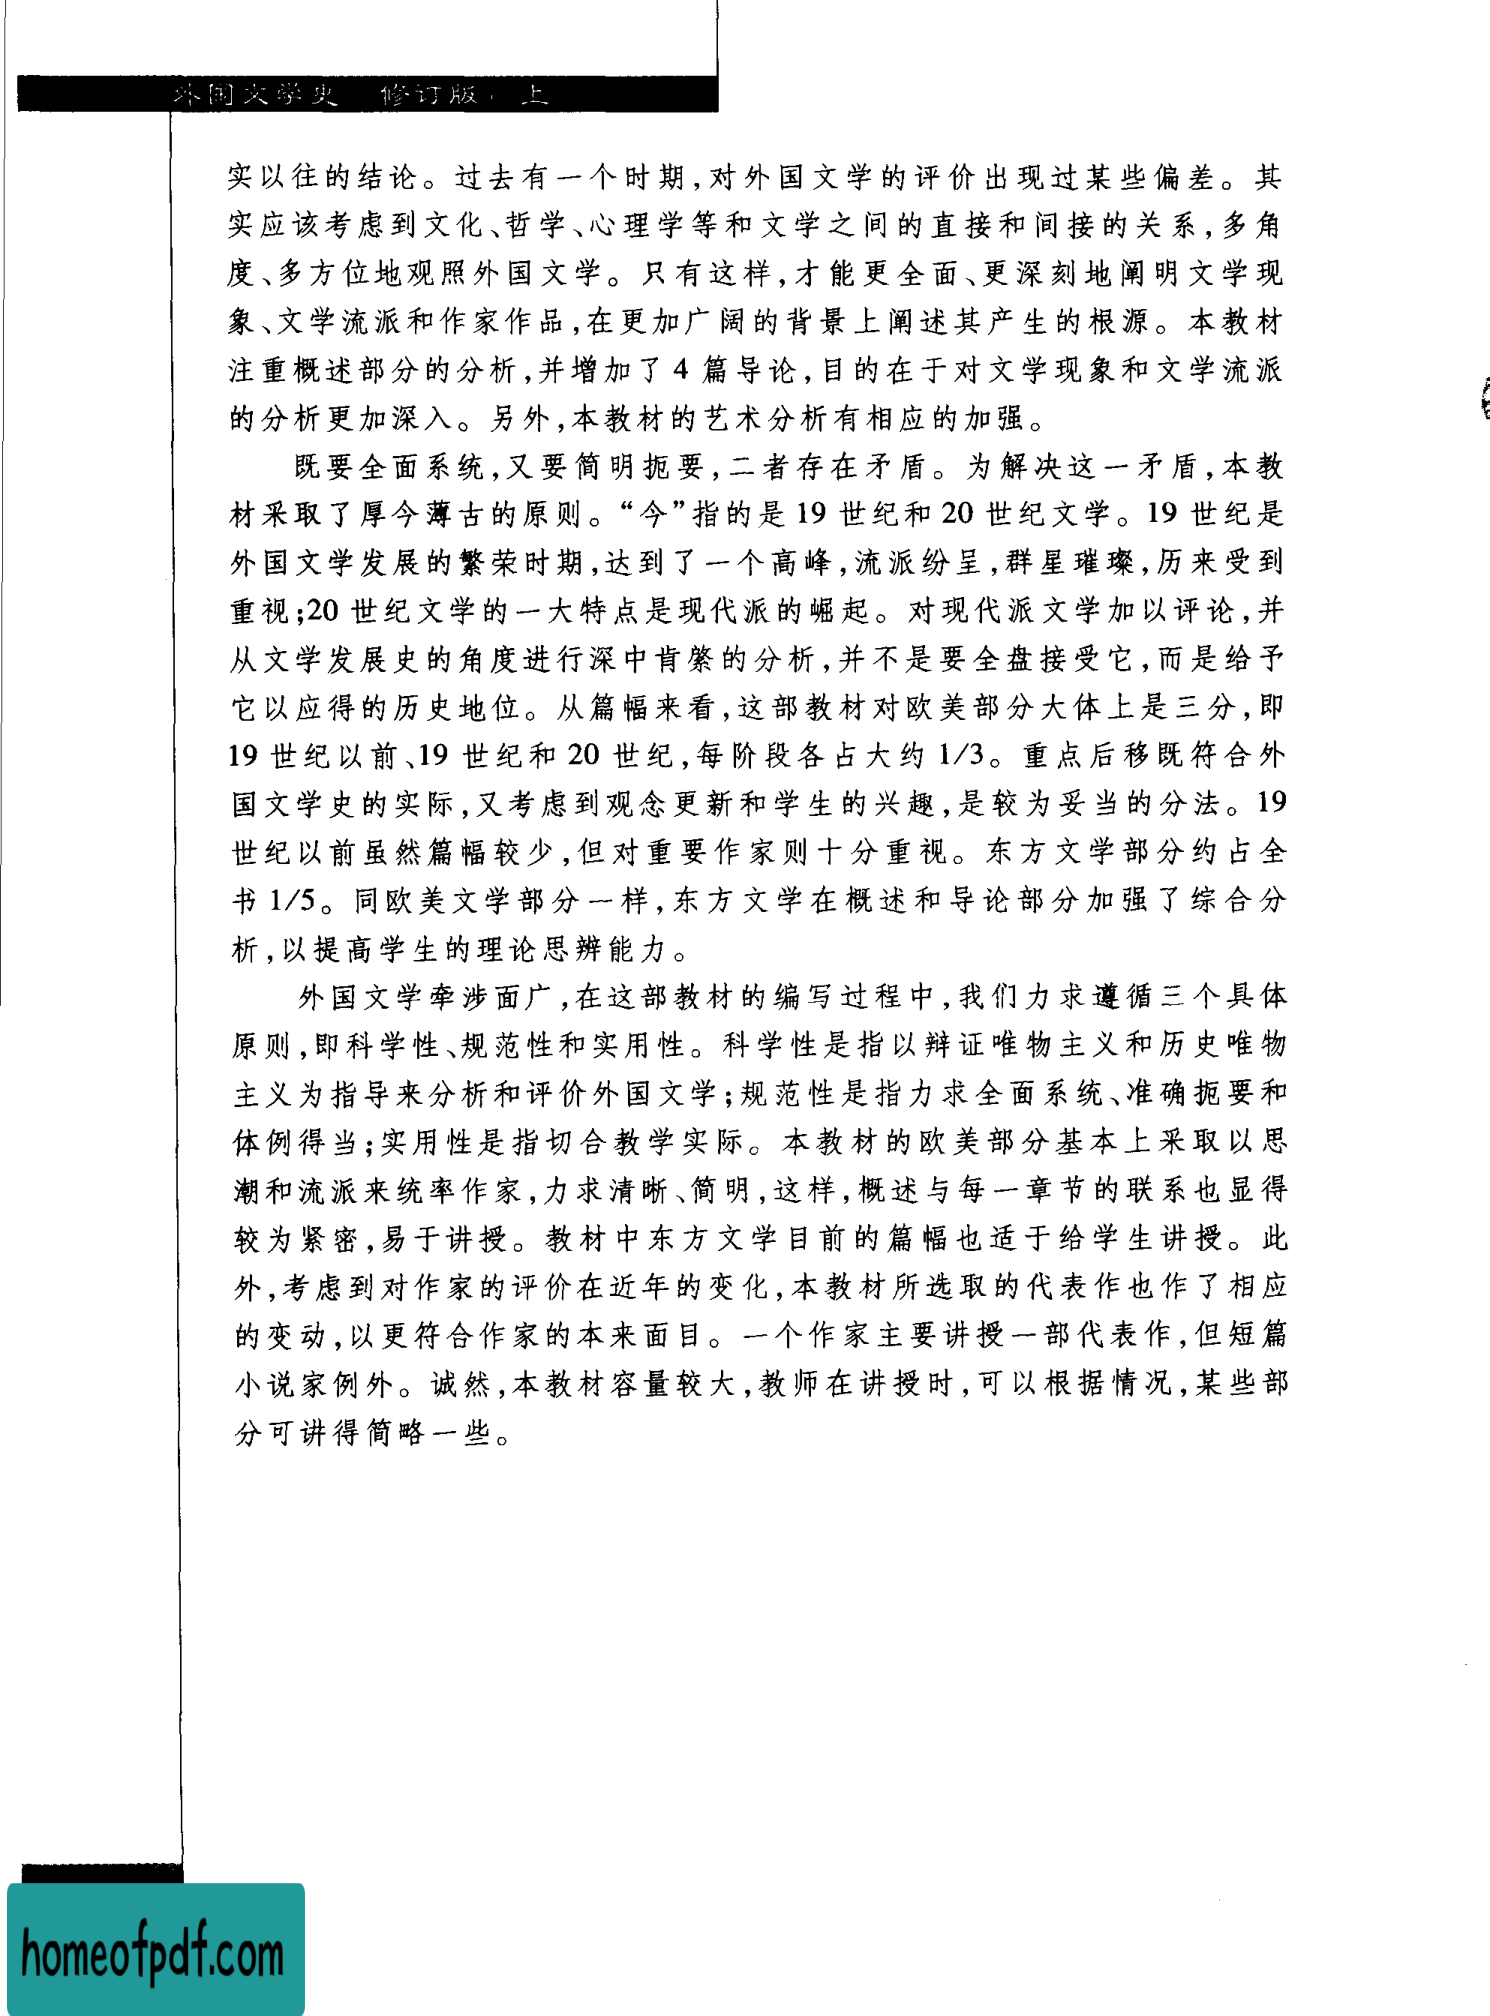 外国文学史 修订版 上
实以往的结论。过去有一个时期,对外国文学的评价出现过某些偏差。其
实应该考虑到文化、哲学、心理学等和文学之间的直接和间接的关系,多角
度、多方位地观照外国文学。只有这样,才能更全面、更深刻地阐明文学现
象、文学流派和作家作品,在更加广阔的背景上阐述其产生的根源。本教材
注重概述部分的分析,并增加了 4 篇导论,目的在于对文学现象和文学流派
的分析更加深入。另外,本教材的艺术分析有相应的加强。
既要全面系统,又要简明扼要,二者存在矛盾。为解决这一矛盾,本教
材采取了厚今薄古的原则。“今”指的是 19 世纪和 20 世纪文学。19 世纪是
外国文学发展的繁荣时期,达到了一个高峰,流派纷呈,群星璀璨,历来受到
重视;20 世纪文学的一大特点是现代派的崛起。对现代派文学加以评论,并
从文学发展史的角度进行深中肯綮的分析,并不是要全盘接受它,而是给予
它以应得的历史地位。从篇幅来看,这部教材对欧美部分大体上是三分,即
19 世纪以前、19 世纪和 20 世纪,每阶段各占大约 1/3。重点后移既符合外
国文学史的实际,又考虑到观念更新和学生的兴趣,是较为妥当的分法。19
世纪以前虽然篇幅较少,但对重要作家则十分重视。东方文学部分约占全
书 1/5。同欧美文学部分一样,东方文学在概述和导论部分加强了综合分
析,以提高学生的理论思辨能力。
外国文学牵涉面广,在这部教材的编写过程中,我们力求遵循三个具体
原则,即科学性、规范性和实用性。科学性是指以辩证唯物主义和历史唯物
主义为指导来分析和评价外国文学;规范性是指力求全面系统、准确扼要和
体例得当;实用性是指切合教学实际。本教材的欧美部分基本上采取以思
潮和流派来统率作家,力求清晰、简明,这样,概述与每一章节的联系也显得
较为紧密,易于讲授。教材中东方文学目前的篇幅也适于给学生讲授。此
外,考虑到对作家的评价在近年的变化,本教材所选取的代表作也作了相应
的变动,以更符合作家的本来面目。一个作家主要讲授一部代表作,但短篇
小说家例外。诚然,本教材容量较大,教师在讲授时,可以根据情况,某些部
分可讲得简略一些。
homeofpdf.com